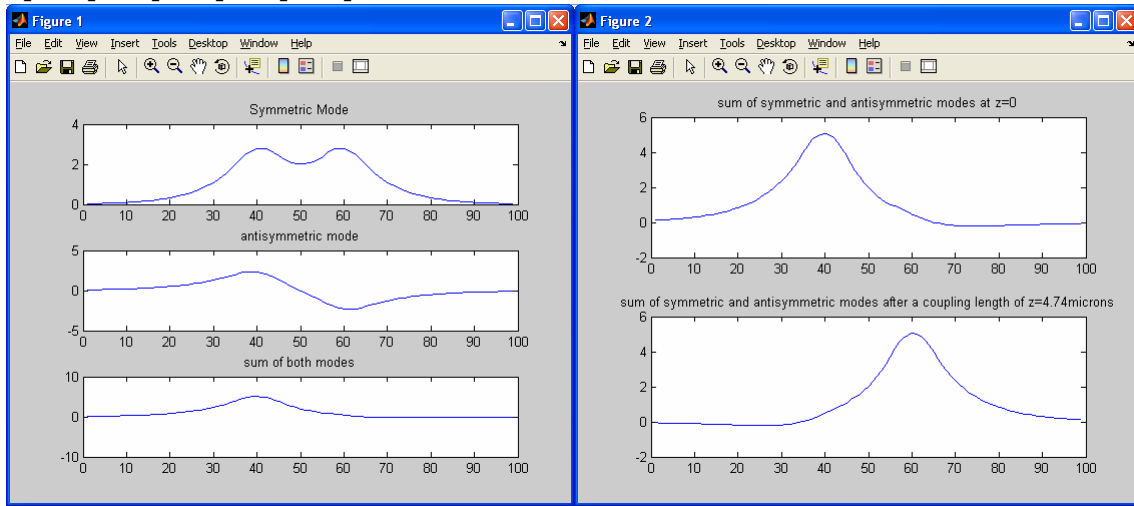 Figure 1
File Edit View Insert Tools Desktop Window Help
Symmetric Mode
4
2
0
0 10 20 30 40 50 60 70 80 90 100
antisymmetric mode
5
0
-5
0 10 20 30 40 50 60 70 80 90 100
sum of both modes
10
0
-10
0 10 20 30 40 50 60 70 80 90 100
Figure 2
File Edit View Insert Tools Desktop Window Help
sum of symmetric and antisymmetric modes at z=0
6
4
2
0
-2
0 10 20 30 40 50 60 70 80 90 100
sum of symmetric and antisymmetric modes after a coupling length of z=4.74microns
6
4
2
0
-2
0 10 20 30 40 50 60 70 80 90 100